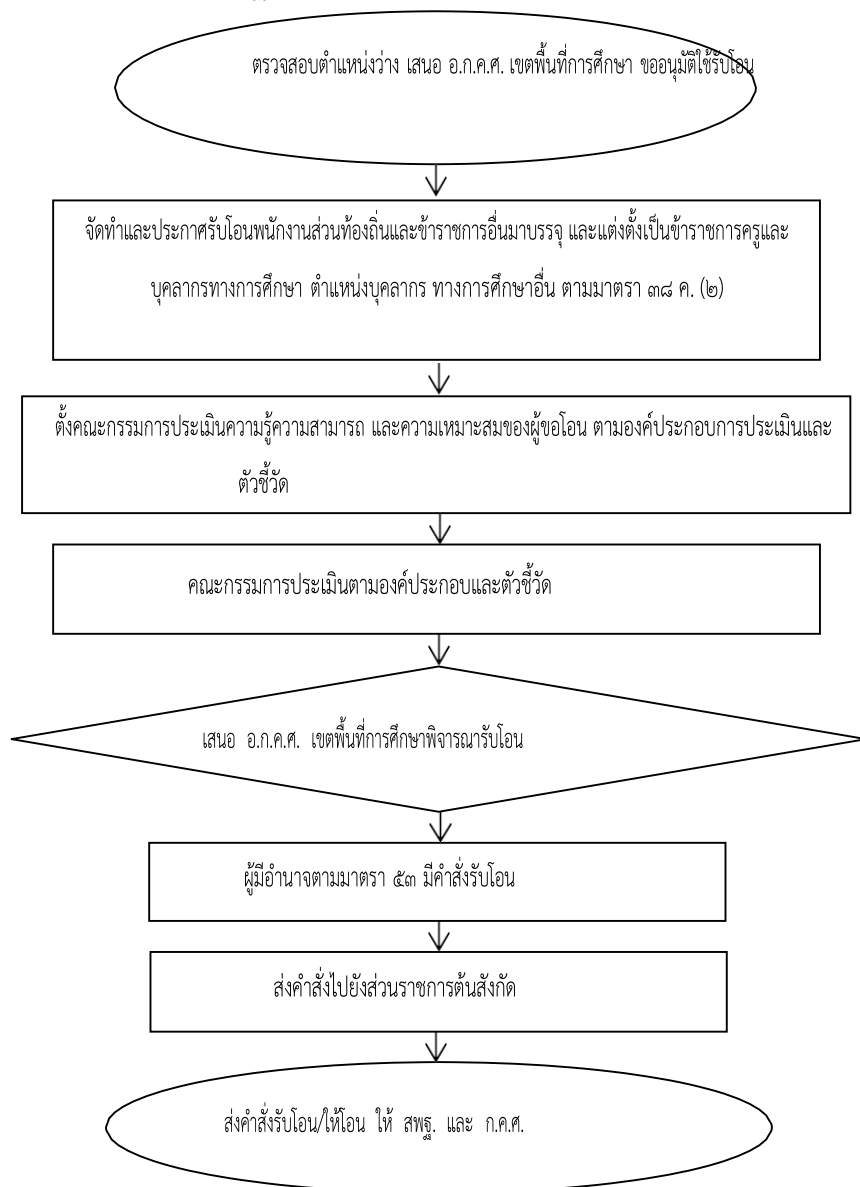 ตรวจสอบตำแหน่งว่าง เสนอ อ.ก.ค.ศ. เขตพื้นที่การศึกษา ขออนุมัติใช้รับโอน
จัดทำและประกาศรับโอนพนักงานส่วนท้องถิ่นและข้าราชการอื่นมาบรรจุ และแต่งตั้งเป็นข้าราชการครูและ
บุคลากรทางการศึกษา ตำแหน่งบุคลากร ทางการศึกษาอื่น ตามมาตรา ๓๘ ค. (๒)
ตั้งคณะกรรมการประเมินความรู้ความสามารถ และความเหมาะสมของผู้ขอโอน ตามองค์ประกอบการประเมินและ
ตัวชี้วัด
คณะกรรมการประเมินตามองค์ประกอบและตัวชี้วัด
เสนอ อ.ก.ค.ศ. เขตพื้นที่การศึกษาพิจารณารับโอน
ผู้มีอำนาจตามมาตรา ๕๓ มีคำสั่งรับโอน
ส่งคำสั่งไปยังส่วนราชการต้นสังกัด
ส่งคำสั่งรับโอน/ให้โอน ให้ สพฐ. และ ก.ค.ศ.